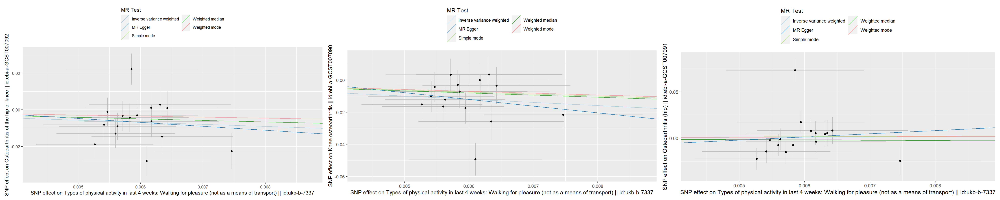 MR Test
Inverse variance weighted
Weighted median
MR Egger
Weighted mode
Simple mode
SNP effect on Osteoarthritis of the hip or knee || id:ebi-a-GCST007092
0.02
0.00
-0.02
0.005
0.006
0.007
0.008
SNP effect on Types of physical activity in last 4 weeks: Walking for pleasure (not as a means of transport) || id:ukb-b-7337
MR Test
Inverse variance weighted
Weighted median
MR Egger
Weighted mode
Simple mode
SNP effect on Knee osteoarthritis || id:ebi-a-GCST007090
0.00
-0.02
-0.04
-0.06
0.005
0.006
0.007
0.008
SNP effect on Types of physical activity in last 4 weeks: Walking for pleasure (not as a means of transport) || id:ukb-b-7337
MR Test
Inverse variance weighted
Weighted median
MR Egger
Weighted mode
Simple mode
SNP effect on Osteoarthritis (hip) || id:ebi-a-GCST007091
0.05
0.00
0.005
0.006
0.007
0.008
SNP effect on Types of physical activity in last 4 weeks: Walking for pleasure (not as a means of transport) || id:ukb-b-7337